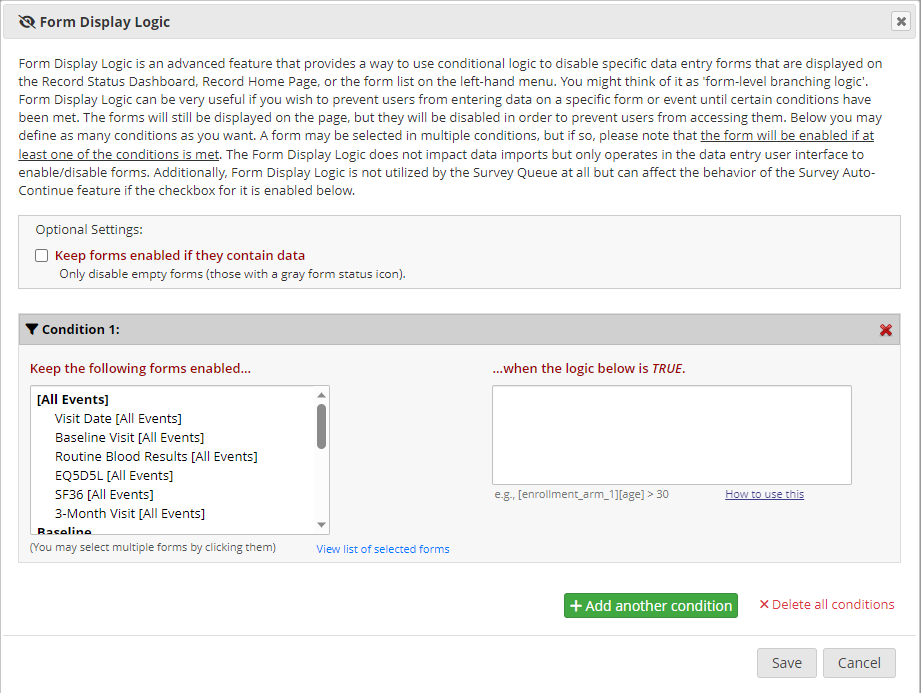 Form Display Logic
Form Display Logic is an advanced feature that provides a way to use conditional logic to disable specific data entry forms that are displayed on
the Record Status Dashboard, Record Home Page, or the form list on the left-hand menu. You might think of it as 'form-level branching logic'.
Form Display Logic can be very useful if you wish to prevent users from entering data on a specific form or event until certain conditions have
been met. The forms will still be displayed on the page, but they will be disabled in order to prevent users from accessing them. Below you may
define as many conditions as you want. A form may be selected in multiple conditions, but if so, please note that the form will be enabled if at
least one of the conditions is met. The Form Display Logic does not impact data imports but only operates in the data entry user interface to
enable/disable forms. Additionally, Form Display Logic is not utilized by the Survey Queue at all but can affect the behavior of the Survey Auto-
Continue feature if the checkbox for it is enabled below.
Optional Settings:
Keep forms enabled if they contain data
Only disable empty forms (those with a gray form status icon).
Condition 1:
Keep the following forms enabled...
[All Events]
Visit Date [All Events]
Baseline Visit [All Events]
Routine Blood Results [All Events]
EQ5D5L [All Events]
SF36 [All Events]
3-Month Visit [All Events]
Baseline
(You may select multiple forms by clicking them)
View list of selected forms
...when the logic below is TRUE.
e.g., [enrollment_arm_1][age] > 30
How to use this
+ Add another condition
× Delete all conditions
Save
Cancel